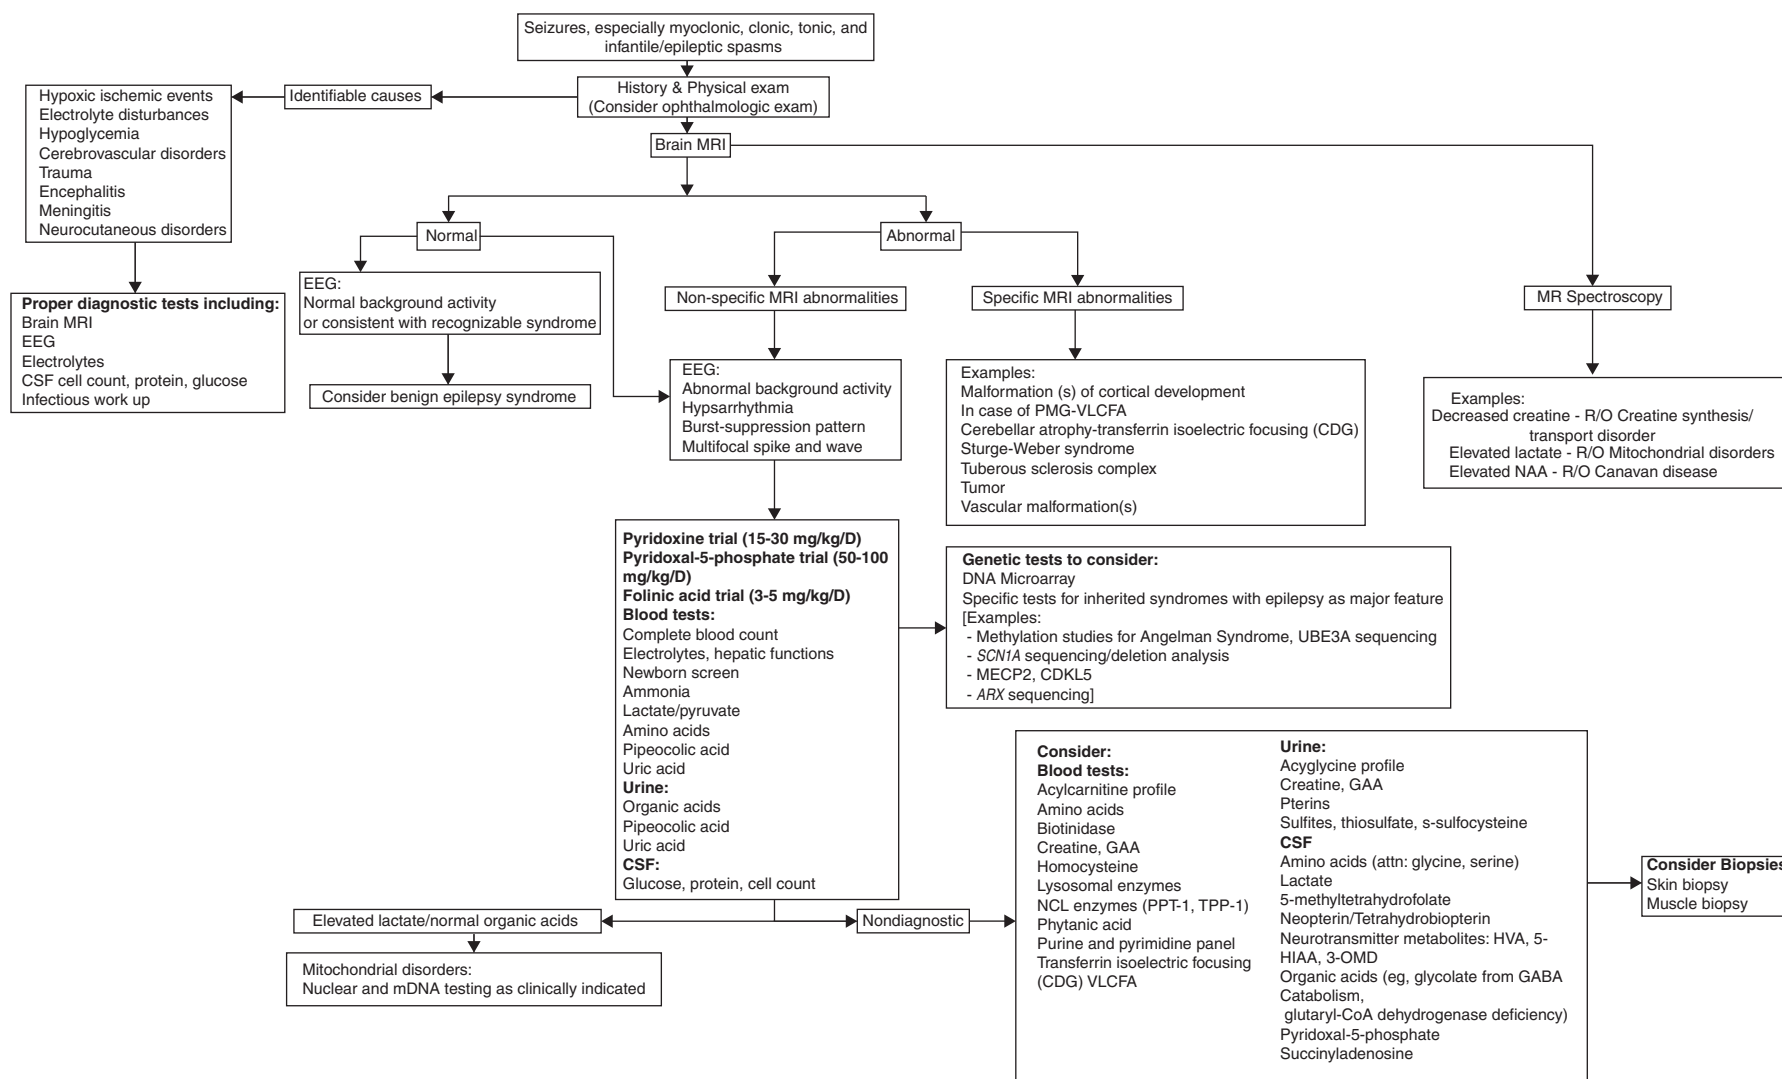 Seizures, especially myoclonic, clonic, tonic, and
infantile/epileptic spasms
History & Physical exam
(Consider ophthalmologic exam)
Identifiable causes
Hypoxic ischemic events
Electrolyte disturbances
Hypoglycemia
Cerebrovascular disorders
Trauma
Encephalitis
Meningitis
Neurocutaneous disorders
Proper diagnostic tests including:
Brain MRI
EEG
Electrolytes
CSF cell count, protein, glucose
Infectious work up
Brain MRI
Normal
Abnormal
EEG:
Normal background activity
or consistent with recognizable syndrome
Consider benign epilepsy syndrome
Non-specific MRI abnormalities
Specific MRI abnormalities
MR Spectroscopy
EEG:
Abnormal background activity
Hypsarrhythmia
Burst-suppression pattern
Multifocal spike and wave
Examples:
Malformation (s) of cortical development
In case of PMG-VLCFA
Cerebellar atrophy-transferrin isoelectric focusing (CDG)
Sturge-Weber syndrome
Tuberous sclerosis complex
Tumor
Vascular malformation(s)
Examples:
Decreased creatine - R/O Creatine synthesis/
transport disorder
Elevated lactate - R/O Mitochondrial disorders
Elevated NAA - R/O Canavan disease
Pyridoxine trial (15-30 mg/kg/D)
Pyridoxal-5-phosphate trial (50-100
mg/kg/D)
Folinic acid trial (3-5 mg/kg/D)
Blood tests:
Complete blood count
Electrolytes, hepatic functions
Newborn screen
Ammonia
Lactate/pyruvate
Amino acids
Pipeocolic acid
Uric acid
Urine:
Organic acids
Pipeocolic acid
Uric acid
CSF:
Glucose, protein, cell count
Genetic tests to consider:
DNA Microarray
Specific tests for inherited syndromes with epilepsy as major feature
[Examples:
- Methylation studies for Angelman Syndrome, UBE3A sequencing
- SCN1A sequencing/deletion analysis
- MECP2, CDKL5
- ARX sequencing]
Elevated lactate/normal organic acids
Nondiagnostic
Mitochondrial disorders:
Nuclear and mDNA testing as clinically indicated
Consider:
Blood tests:
Acylcarnitine profile
Amino acids
Biotinidase
Creatine, GAA
Homocysteine
Lysosomal enzymes
NCL enzymes (PPT-1, TPP-1)
Phytanic acid
Purine and pyrimidine panel
Transferrin isoelectric focusing
(CDG) VLCFA
Urine:
Acyglycine profile
Creatine, GAA
Pterins
Sulfites, thiosulfate, s-sulfocysteine
CSF
Amino acids (attn: glycine, serine)
Lactate
5-methyltetrahydrofolate
Neopterin/Tetrahydrobiopterin
Neurotransmitter metabolites: HVA, 5-
HIAA, 3-OMD
Organic acids (eg, glycolate from GABA
Catabolism,
glutaryl-CoA dehydrogenase deficiency)
Pyridoxal-5-phosphate
Succinyladenosine
Consider Biopsies
Skin biopsy
Muscle biopsy